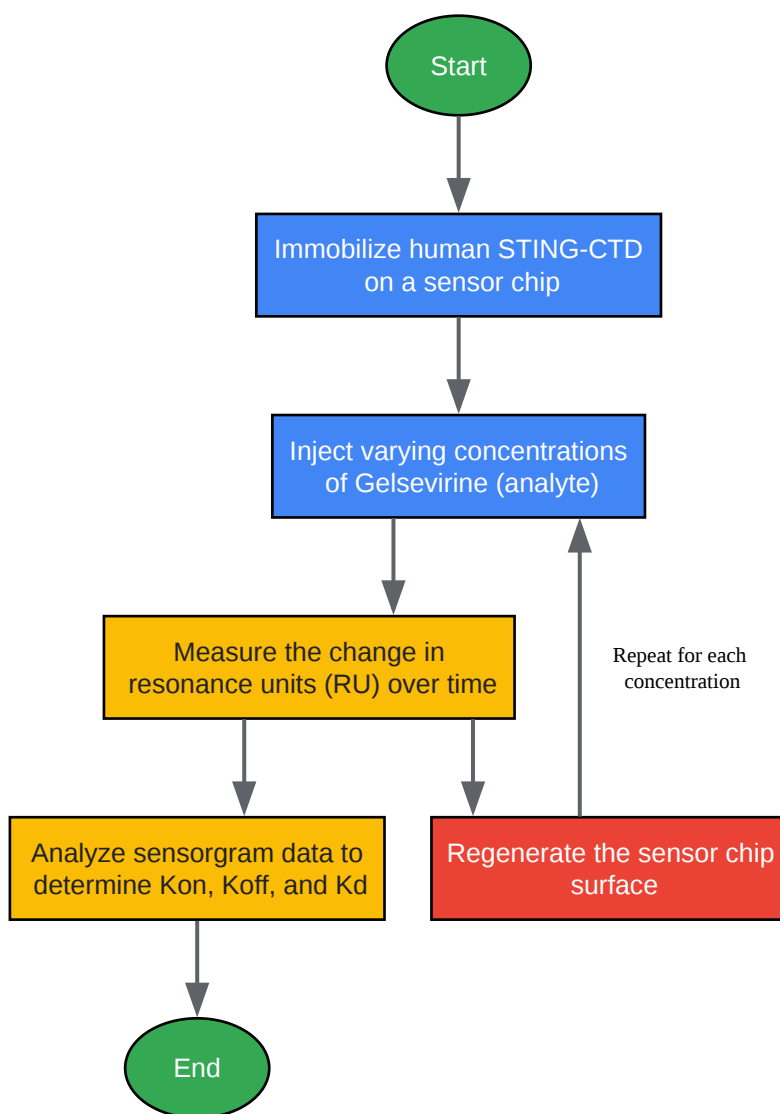 Start
Immobilize human STING-CTD
on a sensor chip
Inject varying concentrations
of Gelsevirine (analyte)
Measure the change in
resonance units (RU) over time
Repeat for each
concentration
Analyze sensorgram data to
determine Kon, Koff, and Kd
Regenerate the sensor chip
surface
End